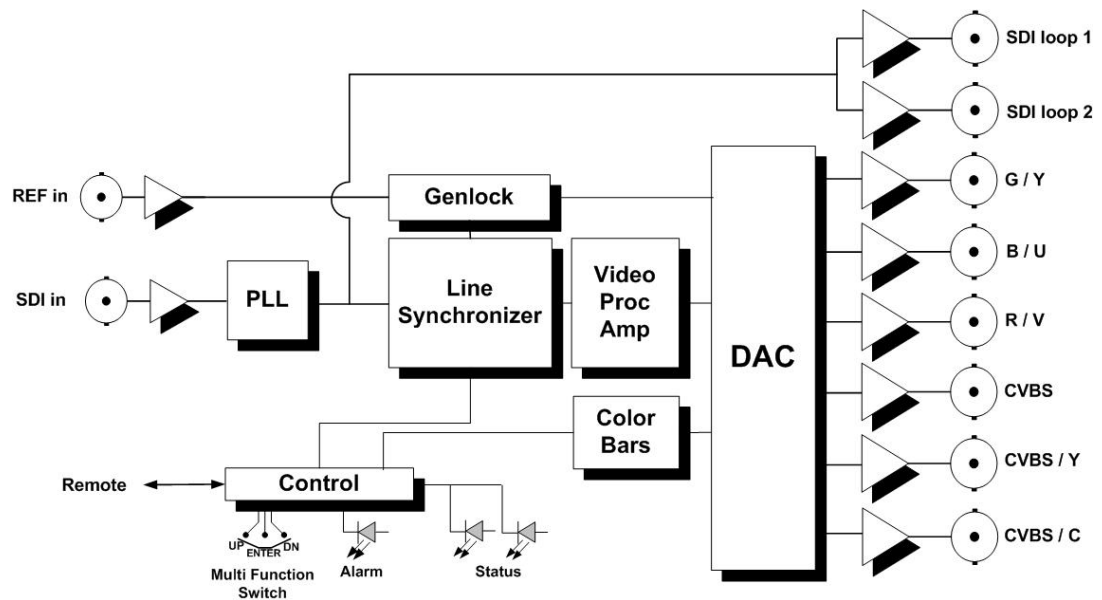 SDI loop 1
SDI loop 2
REF in
Genlock
G / Y
SDI in
PLL
Line
Synchronizer
Video
Proc
Amp
B / U
R / V
DAC
CVBS
Color
Bars
CVBS / Y
Remote
Control
CVBS / C
UP
ENTER
DN
Multi Function
Switch
Alarm
Status